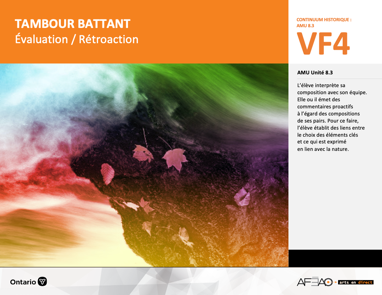 TAMBOUR BATTANT
Évaluation / Rétroaction
CONTINUUM HISTORIQUE :
AMU 8.3
VF4
AMU Unité 8.3
L'élève interprète sa
composition avec son équipe.
Elle ou il émet des
commentaires proactifs
à l'égard des compositions
de ses pairs. Pour ce faire,
l'élève établit des liens entre
le choix des éléments clés
et ce qui est exprimé
en lien avec la nature.
Ontario
AFEAO
arts en direct